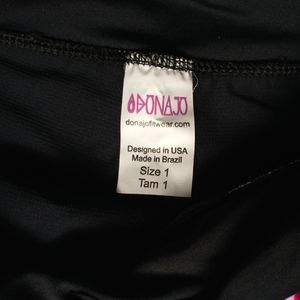 DONAJO
donajofitwear.com
Designed in USA
Made in Brazil
Size 1
Tam 1